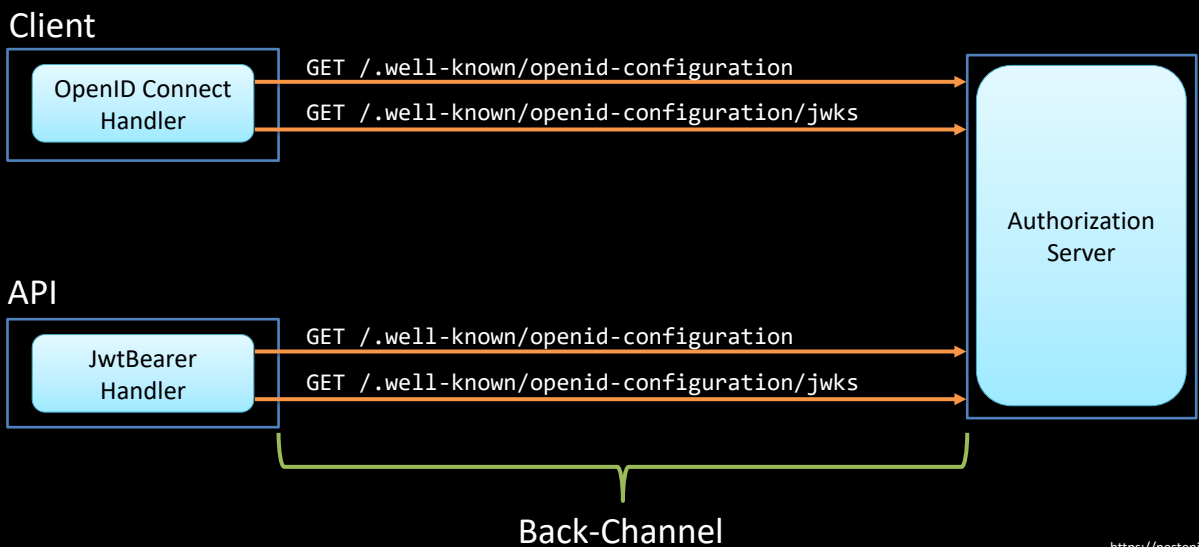 Client
OpenID Connect
Handler
GET /.well-known/openid-configuration
GET /.well-known/openid-configuration/jwks
Authorization
Server
API
JwtBearer
Handler
GET /.well-known/openid-configuration
GET /.well-known/openid-configuration/jwks
Back-Channel